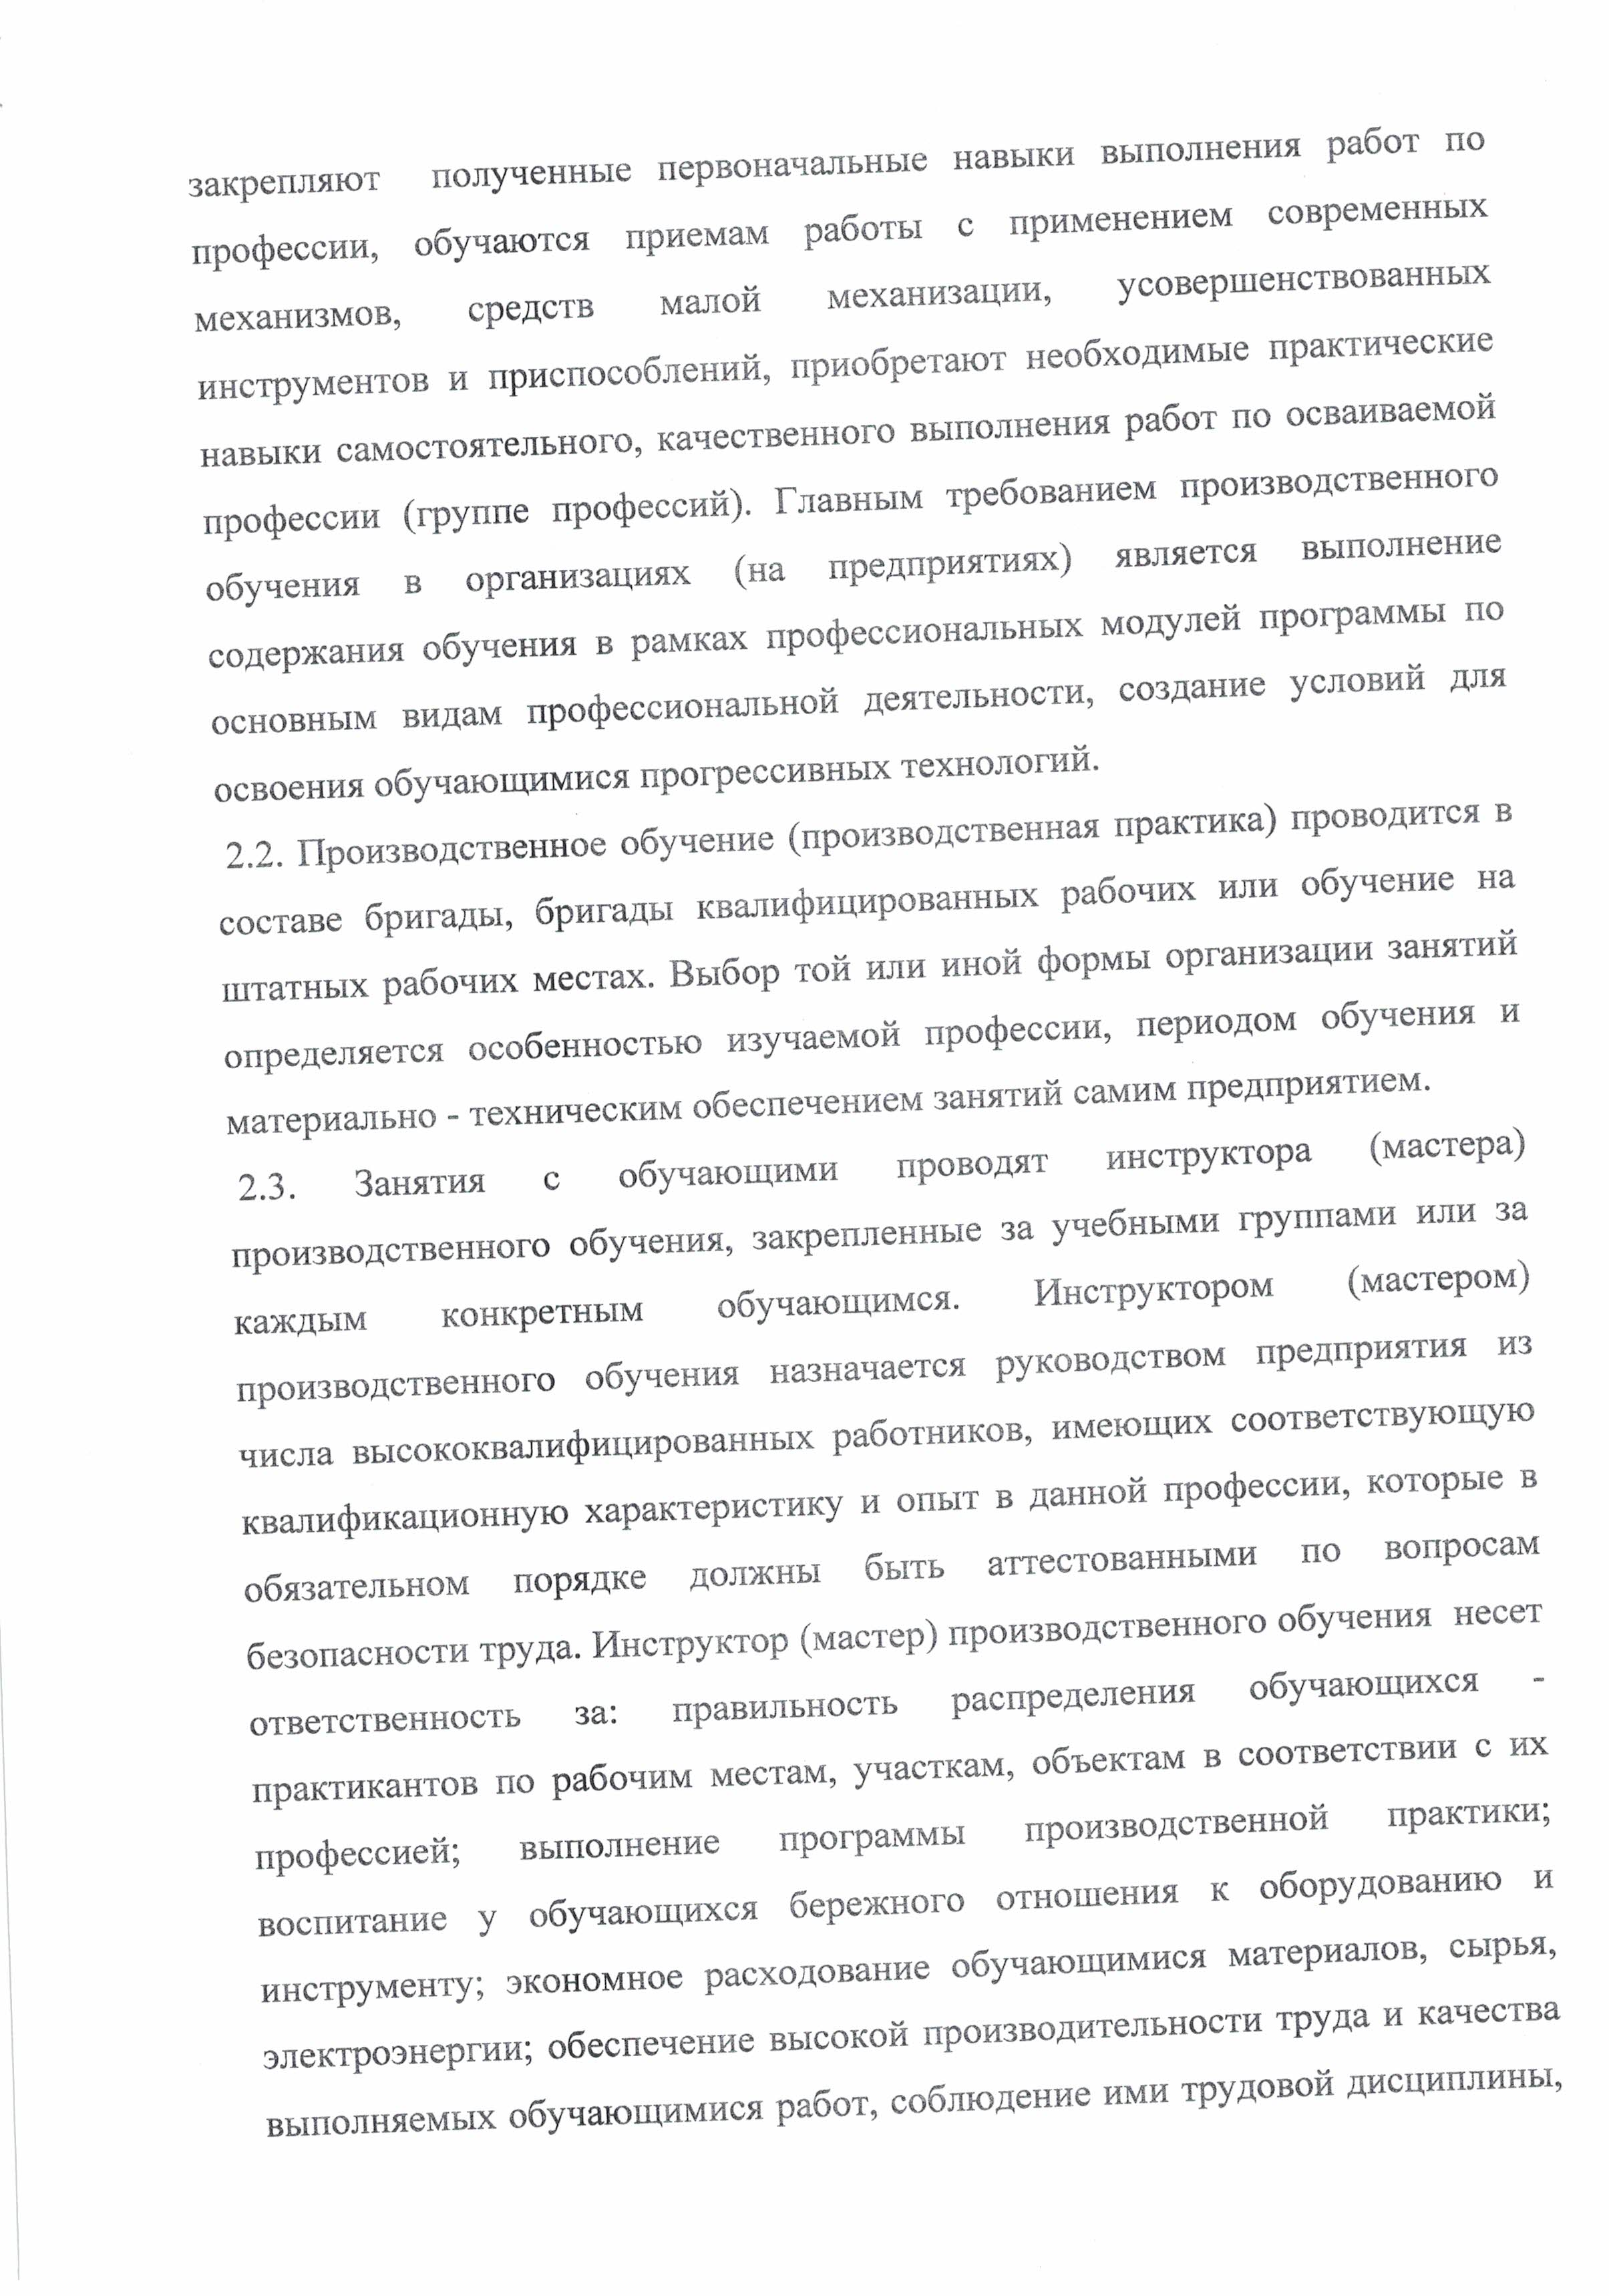 закрепляют полученные первоначальные навыки выполнения работ по
профессии, обучаются приемам работы с применением современных
механизмов, средств малой механизации, усовершенствованных
инструментов и приспособлений, приобретают необходимые практические
навыки самостоятельного, качественного выполнения работ по осваиваемой
профессии (группе профессий). Главным требованием производственного
обучения в организациях (на предприятиях) является выполнение
содержания обучения в рамках профессиональных модулей программы по
основным видам профессиональной деятельности, создание условий для
освоения обучающимися прогрессивных технологий.
2.2. Производственное обучение (производственная практика) проводится в
составе бригады, бригады квалифицированных рабочих или обучение на
штатных рабочих местах. Выбор той или иной формы организации занятий
определяется особенностью изучаемой профессии, периодом обучения и
материально - техническим обеспечением занятий самим предприятием.
2.3. Занятия с обучающими проводят инструктора (мастера)
производственного обучения, закрепленные за учебными группами или за
каждым конкретным обучающимся. Инструктором (мастером)
производственного обучения назначается руководством предприятия из
числа высококвалифицированных работников, имеющих соответствующую
квалификационную характеристику и опыт в данной профессии, которые в
обязательном порядке должны быть аттестованными по вопросам
безопасности труда. Инструктор (мастер) производственного обучения несет
ответственность за: правильность распределения обучающихся -
практикантов по рабочим местам, участкам, объектам в соответствии с их
профессией; выполнение программы производственной практики;
воспитание у обучающихся бережного отношения к оборудованию и
инструменту; экономное расходование обучающимися материалов, сырья,
электроэнергии; обеспечение высокой производительности труда и качества
выполняемых обучающимися работ, соблюдение ими трудовой дисциплины,